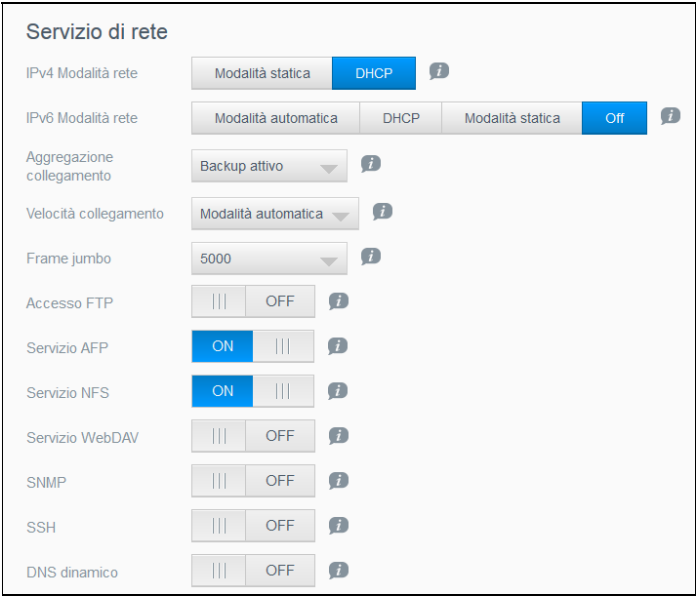 Servizio di rete
IPv4 Modalità rete Modalità statica DHCP i
IPv6 Modalità rete Modalità automatica DHCP Modalità statica Off i
Aggregazione
collegamento Backup attivo i
Velocità collegamento Modalità automatica i
Frame jumbo 5000 i
Accesso FTP OFF i
Servizio AFP ON i
Servizio NFS ON i
Servizio WebDAV OFF i
SNMP OFF i
SSH OFF i
DNS dinamico OFF i